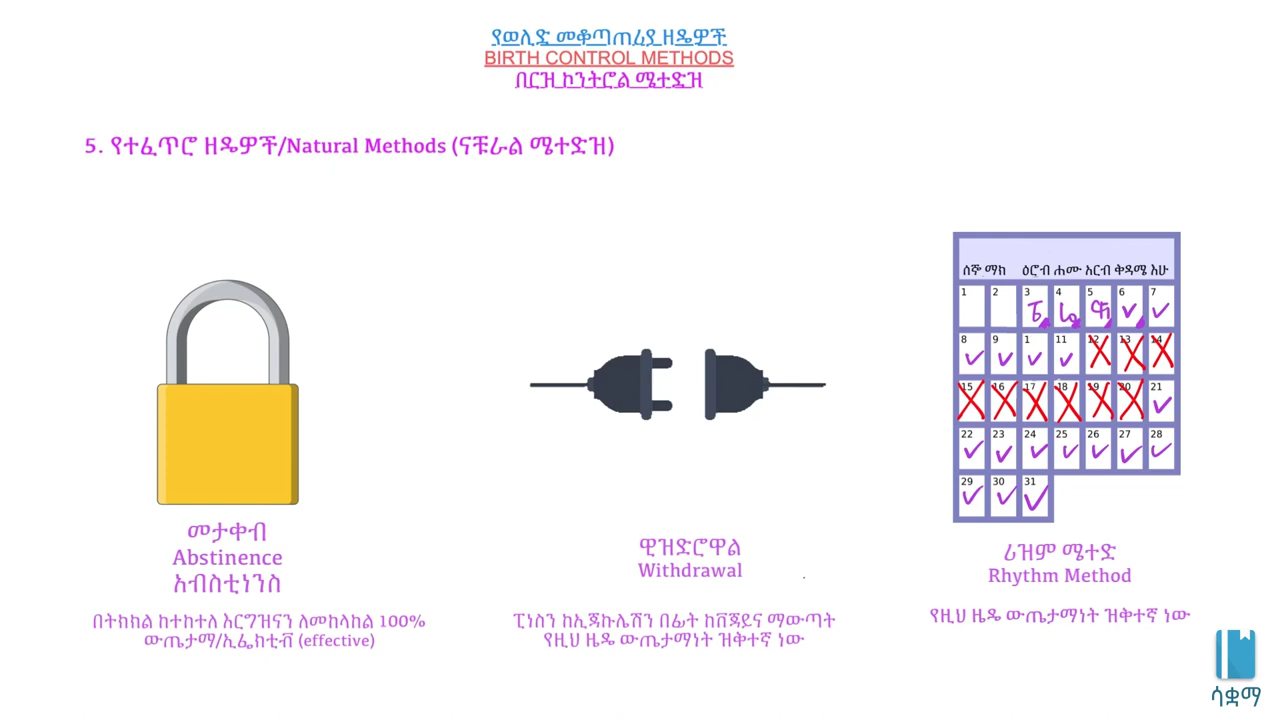 የወሊድ መቆጣጠሪያ ዘዴዎች
BIRTH CONTROL METHODS
በርዝ ኮንትሮል ሜተድዝ
5. የተፈጥሮ ዘዴዎች/Natural Methods (ናቹራል ሜተድዝ)
መታቀብ
Abstinence
አብስቲነንስ
በትክክል ከተከተለ እርግዝናን ለመከላከል 100%
ውጤታማ/ኢፌክቲቭ (effective)
ዊዝድሮዋል
Withdrawal
ፒነስን ከኢጃኩሌሽን በፊት ከቨጃይና ማውጣት
የዚህ ዜዴ ውጤታማነት ዝቅተኛ ነው
ሰኞ ማክ ዕሮብ ሐሙ አርብ ቅዳሜ እሁ
1 2 3 4 5 6 7
8 9 1 11 12 13 14
15 16 17 18 19 20 21
22 23 24 25 26 27 28
29 30 31
ሪዝም ሜተድ
Rhythm Method
የዚህ ዜዴ ውጤታማነት ዝቅተኛ ነው
ሳቋማ